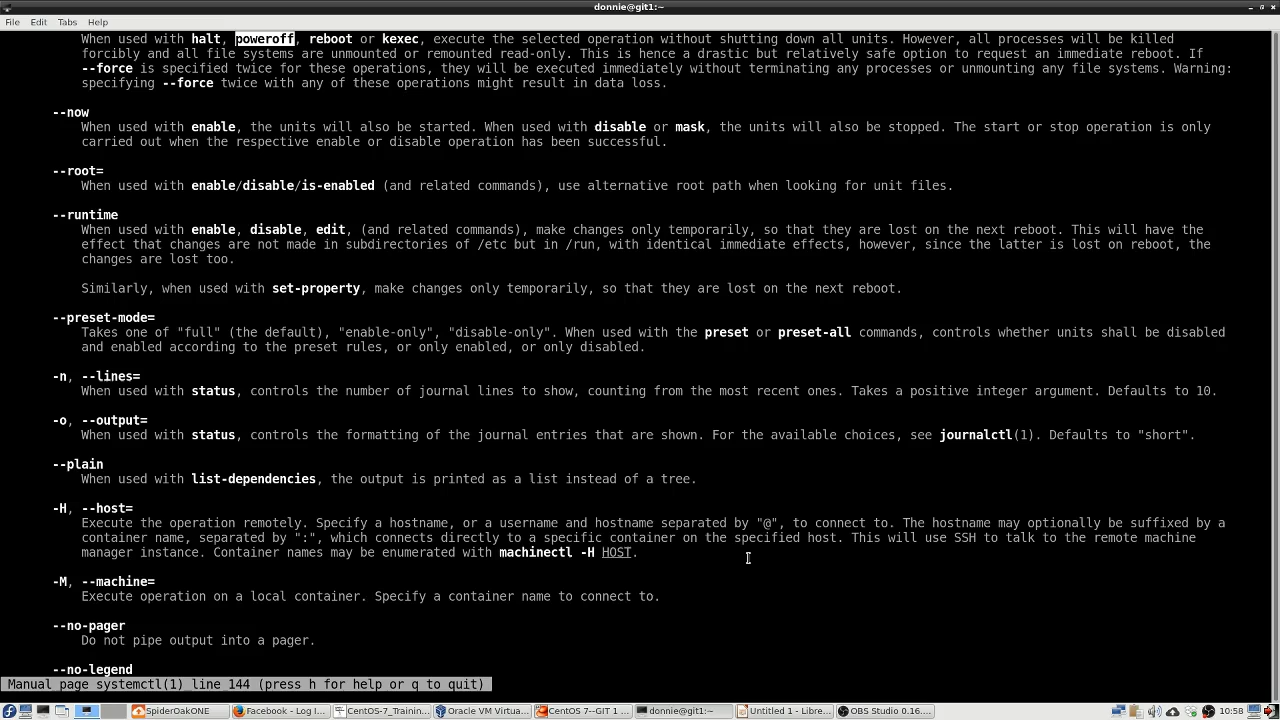 donnie@git1:~
File Edit Tabs Help
When used with halt, poweroff, reboot or kexec, execute the selected operation without shutting down all units. However, all processes will be killed
forcibly and all file systems are unmounted or remounted read-only. This is hence a drastic but relatively safe option to request an immediate reboot. If
--force is specified twice for these operations, they will be executed immediately without terminating any processes or unmounting any file systems. Warning:
specifying --force twice with any of these operations might result in data loss.
--now
When used with enable, the units will also be started. When used with disable or mask, the units will also be stopped. The start or stop operation is only
carried out when the respective enable or disable operation has been successful.
--root=
When used with enable/disable/is-enabled (and related commands), use alternative root path when looking for unit files.
--runtime
When used with enable, disable, edit, (and related commands), make changes only temporarily, so that they are lost on the next reboot. This will have the
effect that changes are not made in subdirectories of /etc but in /run, with identical immediate effects, however, since the latter is lost on reboot, the
changes are lost too.
Similarly, when used with set-property, make changes only temporarily, so that they are lost on the next reboot.
--preset-mode=
Takes one of "full" (the default), "enable-only", "disable-only". When used with the preset or preset-all commands, controls whether units shall be disabled
and enabled according to the preset rules, or only enabled, or only disabled.
-n, --lines=
When used with status, controls the number of journal lines to show, counting from the most recent ones. Takes a positive integer argument. Defaults to 10.
-o, --output=
When used with status, controls the formatting of the journal entries that are shown. For the available choices, see journalctl(1). Defaults to "short".
--plain
When used with list-dependencies, the output is printed as a list instead of a tree.
-H, --host=
Execute the operation remotely. Specify a hostname, or a username and hostname separated by "@", to connect to. The hostname may optionally be suffixed by a
container name, separated by ":", which connects directly to a specific container on the specified host. This will use SSH to talk to the remote machine
manager instance. Container names may be enumerated with machinectl -H HOST.
-M, --machine=
Execute operation on a local container. Specify a container name to connect to.
--no-pager
Do not pipe output into a pager.
--no-legend
Manual page systemctl(1) line 144 (press h for help or q to quit)
SpiderOakONE Facebook - Log I... CentOS-7_Trainin... Oracle VM Virtua... CentOS 7--GIT 1 ... donnie@git1:~ Untitled 1 - Libre... OBS Studio 0.16.... 10:58